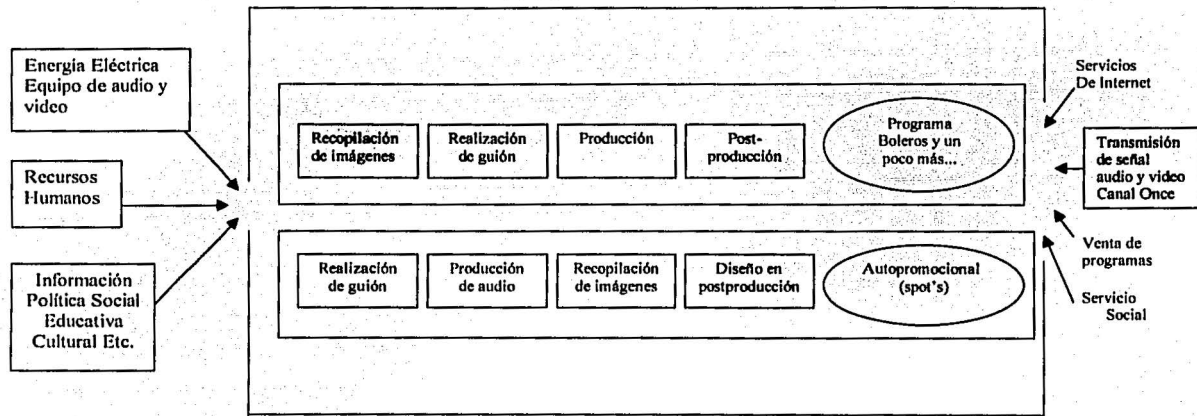 Energía Eléctrica
Equipo de audio y
video
Recursos
Humanos
Información
Política Social
Educativa
Cultural Etc.
Recopilación
de imágenes
Realización
de guión
Producción
Post-
producción
Programa
Boleros y un
poco más...
Realización
de guión
Producción
de audio
Recopilación
de imágenes
Diseño en
postproducción
Autopromocional
(spot's)
Servicios
De Internet
Transmisión
de señal
audio y video
Canal Once
Venta de
programas
Servicio
Social